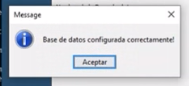 Message
Base de datos configurada correctamente!
Aceptar